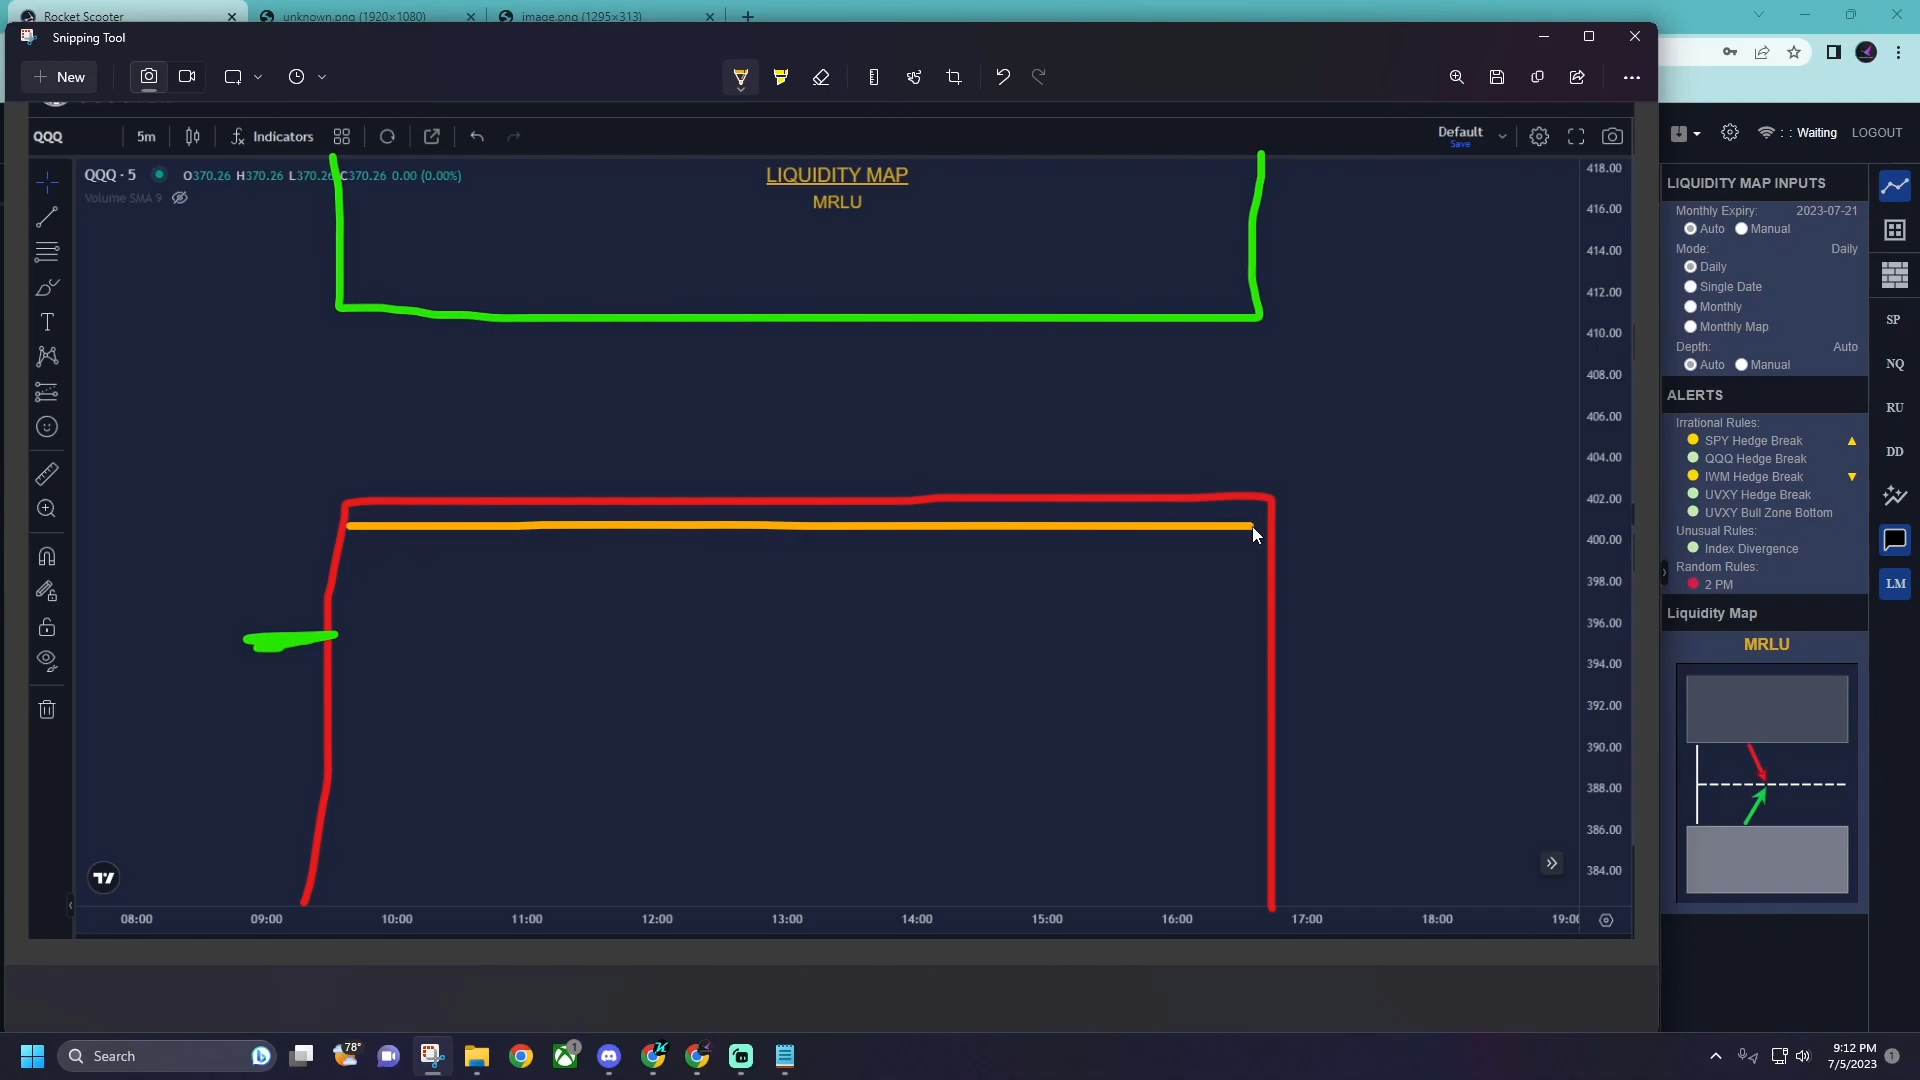 Rocket Scooter
unknown.png (1920×1080)
image.png (1295×313)
Snipping Tool
New
QQQ
5m
Indicators
Default
Save
QQQ · 5
O370.26 H370.26 L370.26 C370.26 0.00 (0.00%)
Volume SMA 9
LIQUIDITY MAP
MRLU
418.00
416.00
414.00
412.00
410.00
408.00
406.00
404.00
402.00
400.00
398.00
396.00
394.00
392.00
390.00
388.00
386.00
384.00
08:00
09:00
10:00
11:00
12:00
13:00
14:00
15:00
16:00
17:00
18:00
: : Waiting
LOGOUT
LIQUIDITY MAP INPUTS
Monthly Expiry: 2023-07-21
Auto Manual
Mode: Daily
Daily
Single Date
Monthly
Monthly Map
Depth: Auto
Auto Manual
ALERTS
Irrational Rules:
SPY Hedge Break
QQQ Hedge Break
IWM Hedge Break
UVXY Hedge Break
UVXY Bull Zone Bottom
Unusual Rules:
Index Divergence
Random Rules:
2 PM
Liquidity Map
MRLU
SP
NQ
RU
DD
LM
Search
78°
1
9:12 PM
7/5/2023
1